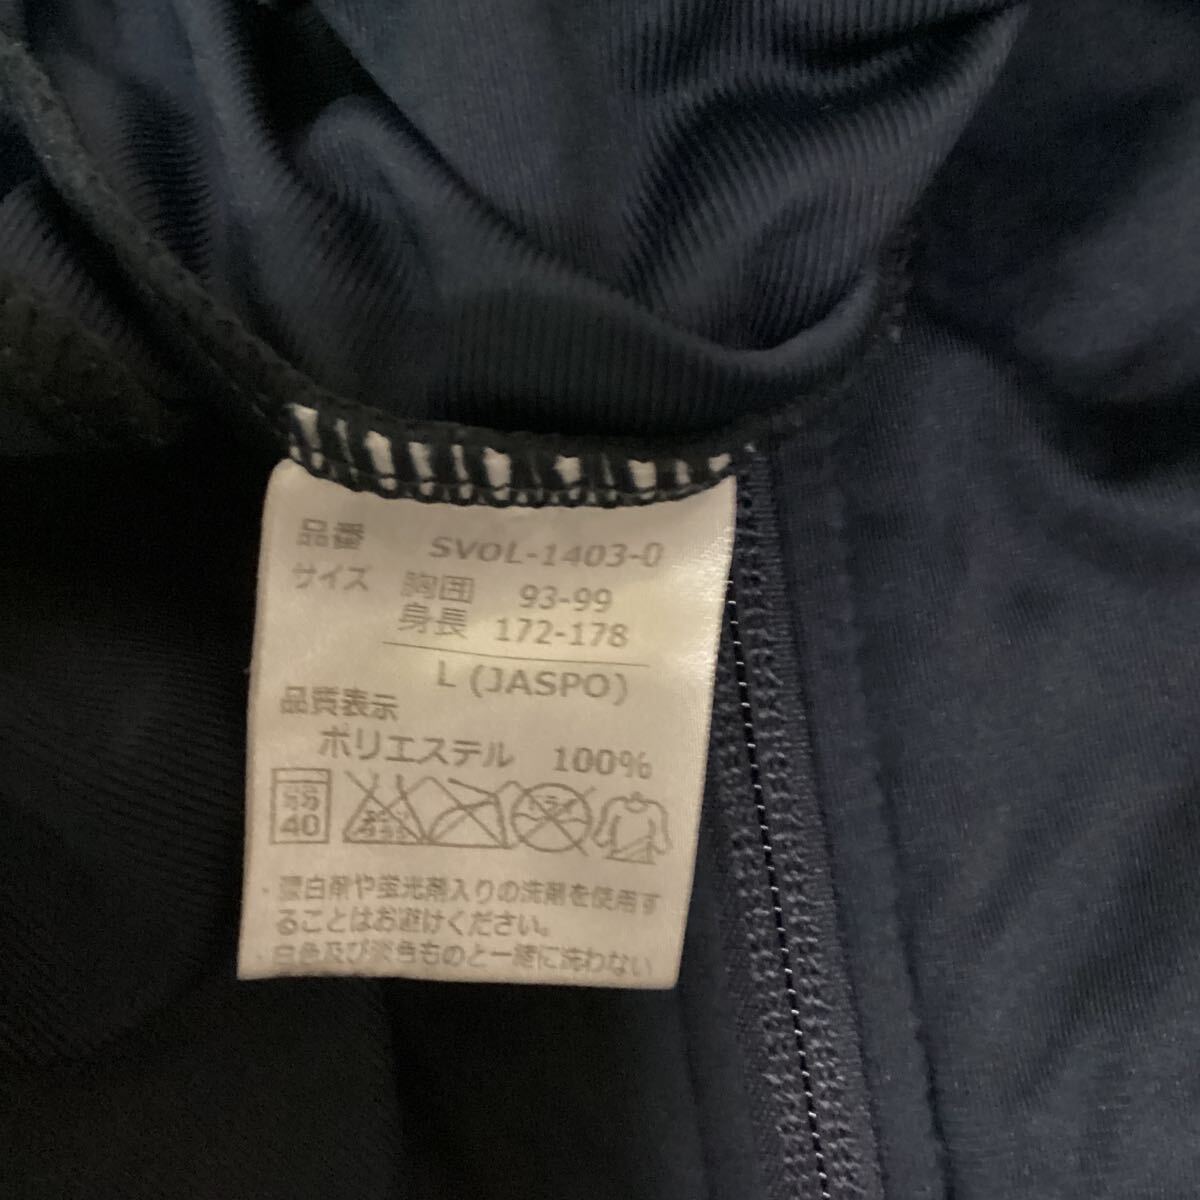 品番 SVOL-1403-0
サイズ 胸囲 93-99
身長 172-178
L (JASPO)
品質表示
ポリエステル 100%
40
ドライ
・漂白剤や蛍光剤入りの洗剤を使用す
ることはお避けください。
・白色及び淡色ものと一緒に洗わない